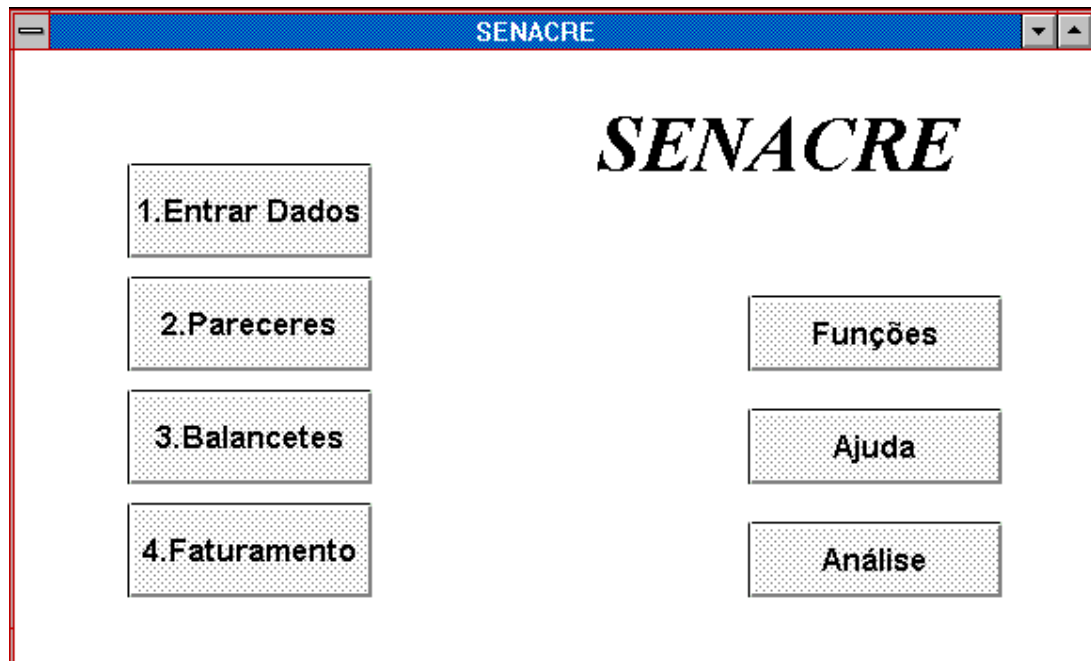 SENACRE
SENACRE
1.Entrar Dados
2.Pareceres
3.Balancetes
4.Faturamento
Funções
Ajuda
Análise